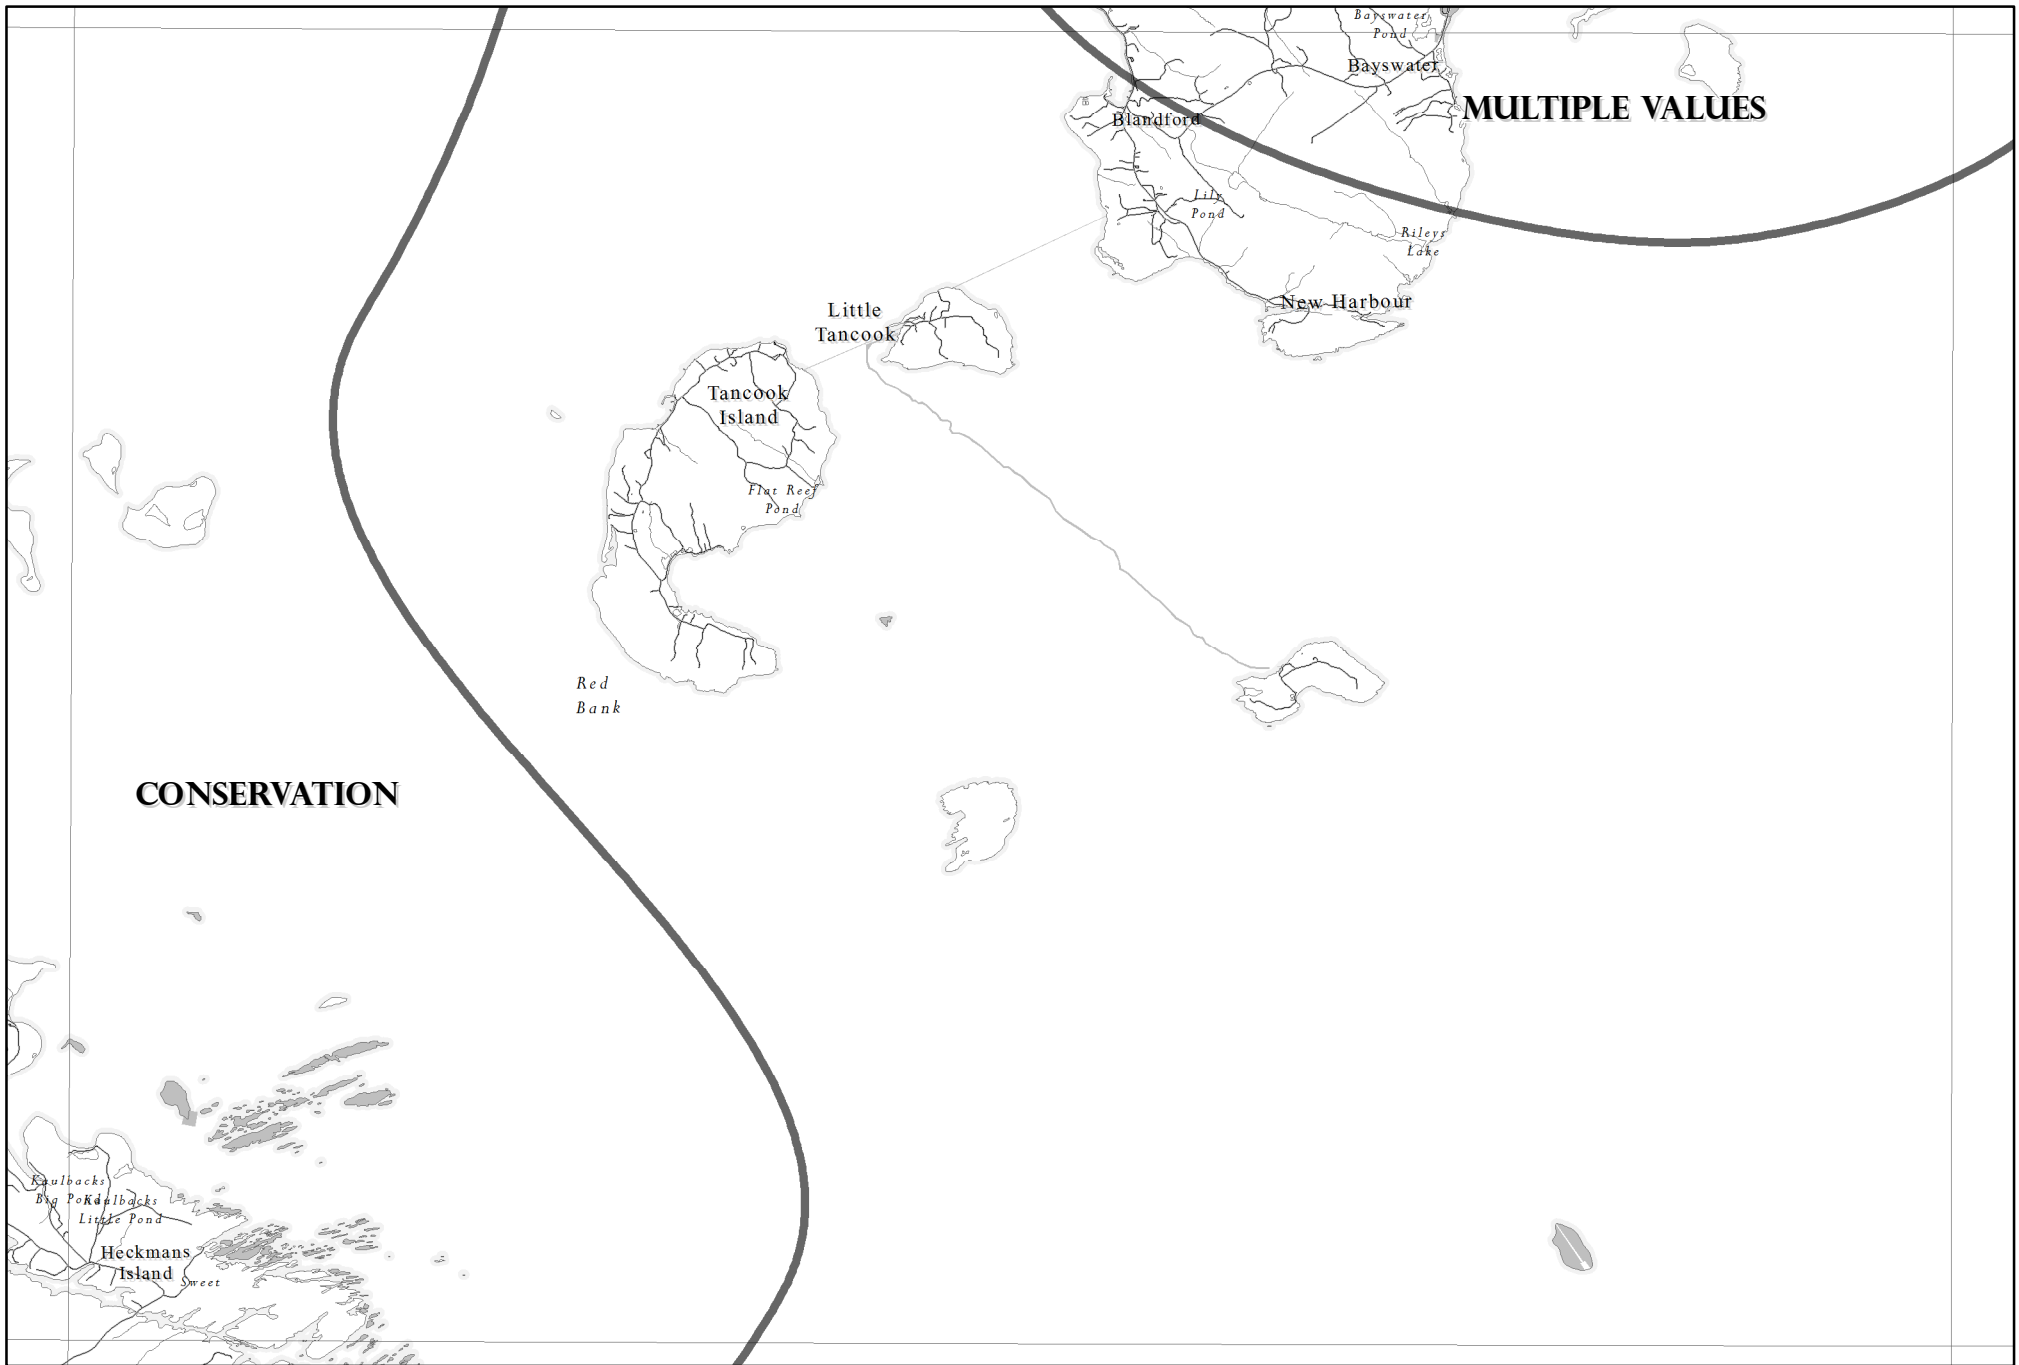 Bayswater
Pond
Bayswater
MULTIPLE VALUES
Blandford
Lily
Pond
Rileys
Lake
New Harbour
Little
Tancook
Tancook
Island
Flat Reef
Pond
Red
Bank
CONSERVATION
Kaulbacks
Big Pond
Kaulbacks
Little Pond
Heckmans
Island
Sweet